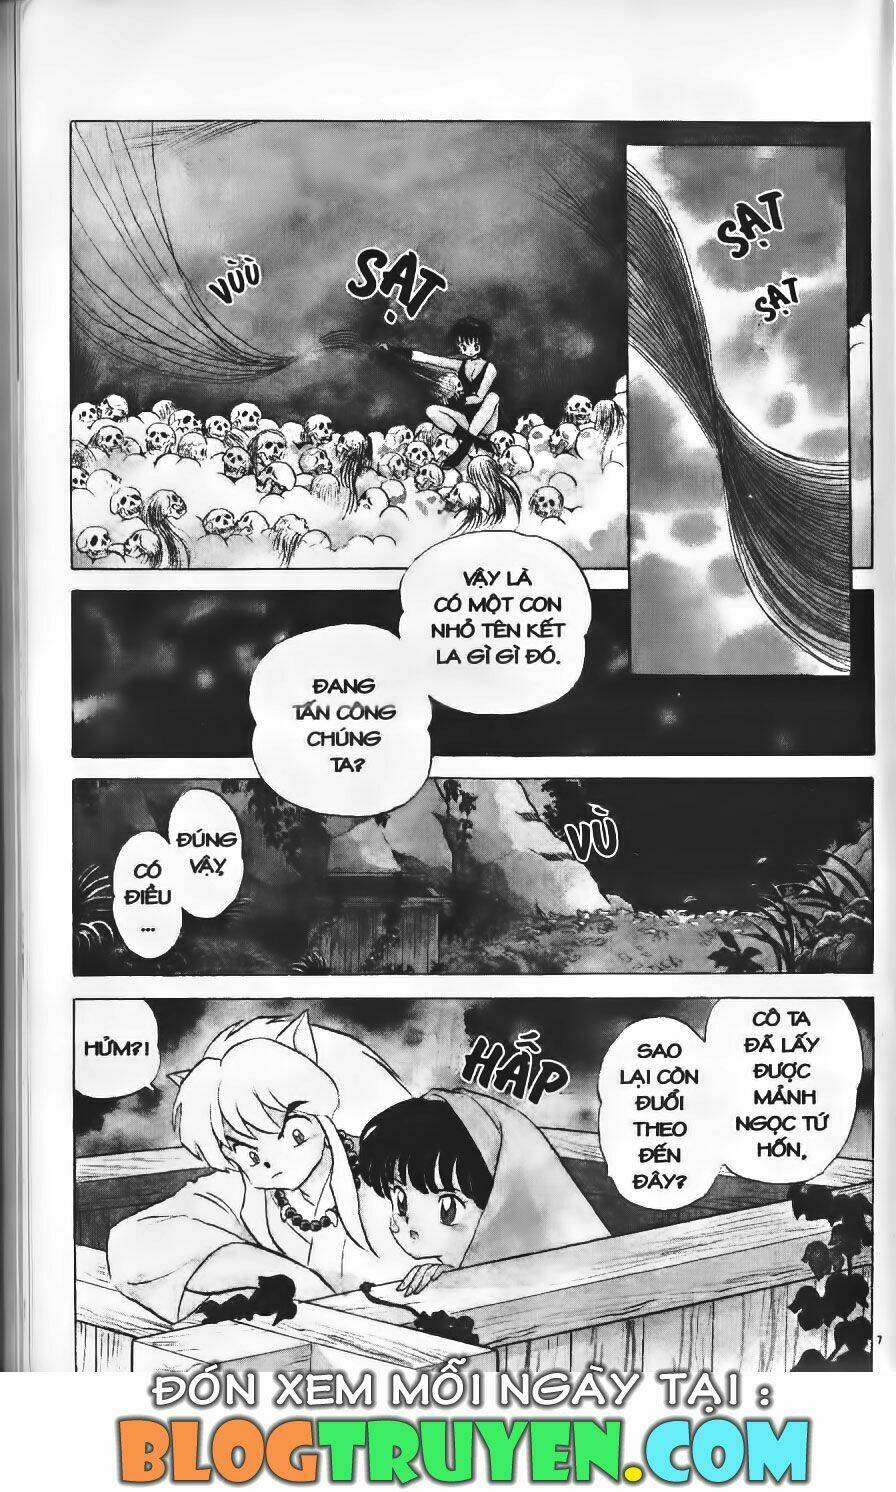 SẠT
SẠT
SẠT
VÙÙ
VẬY LÀ
CÓ MỘT CON
NHỎ TÊN KẾT
LA GÌ GÌ ĐÓ.
ĐANG
TẤN CÔNG
CHÚNG
TA?
VÙ
ĐÚNG
VẬY,
CÓ
ĐIỀU
...
CÔ TA
ĐÃ LẤY
ĐƯỢC
MẢNH
NGỌC TỨ
HỒN,
SAO
LẠI CÒN
ĐUỔI
THEO
ĐẾN
ĐÂY?
HẤP
HỬM?!
7
ĐÓN XEM MỖI NGÀY TẠI :
BLOGTRUYEN.COM